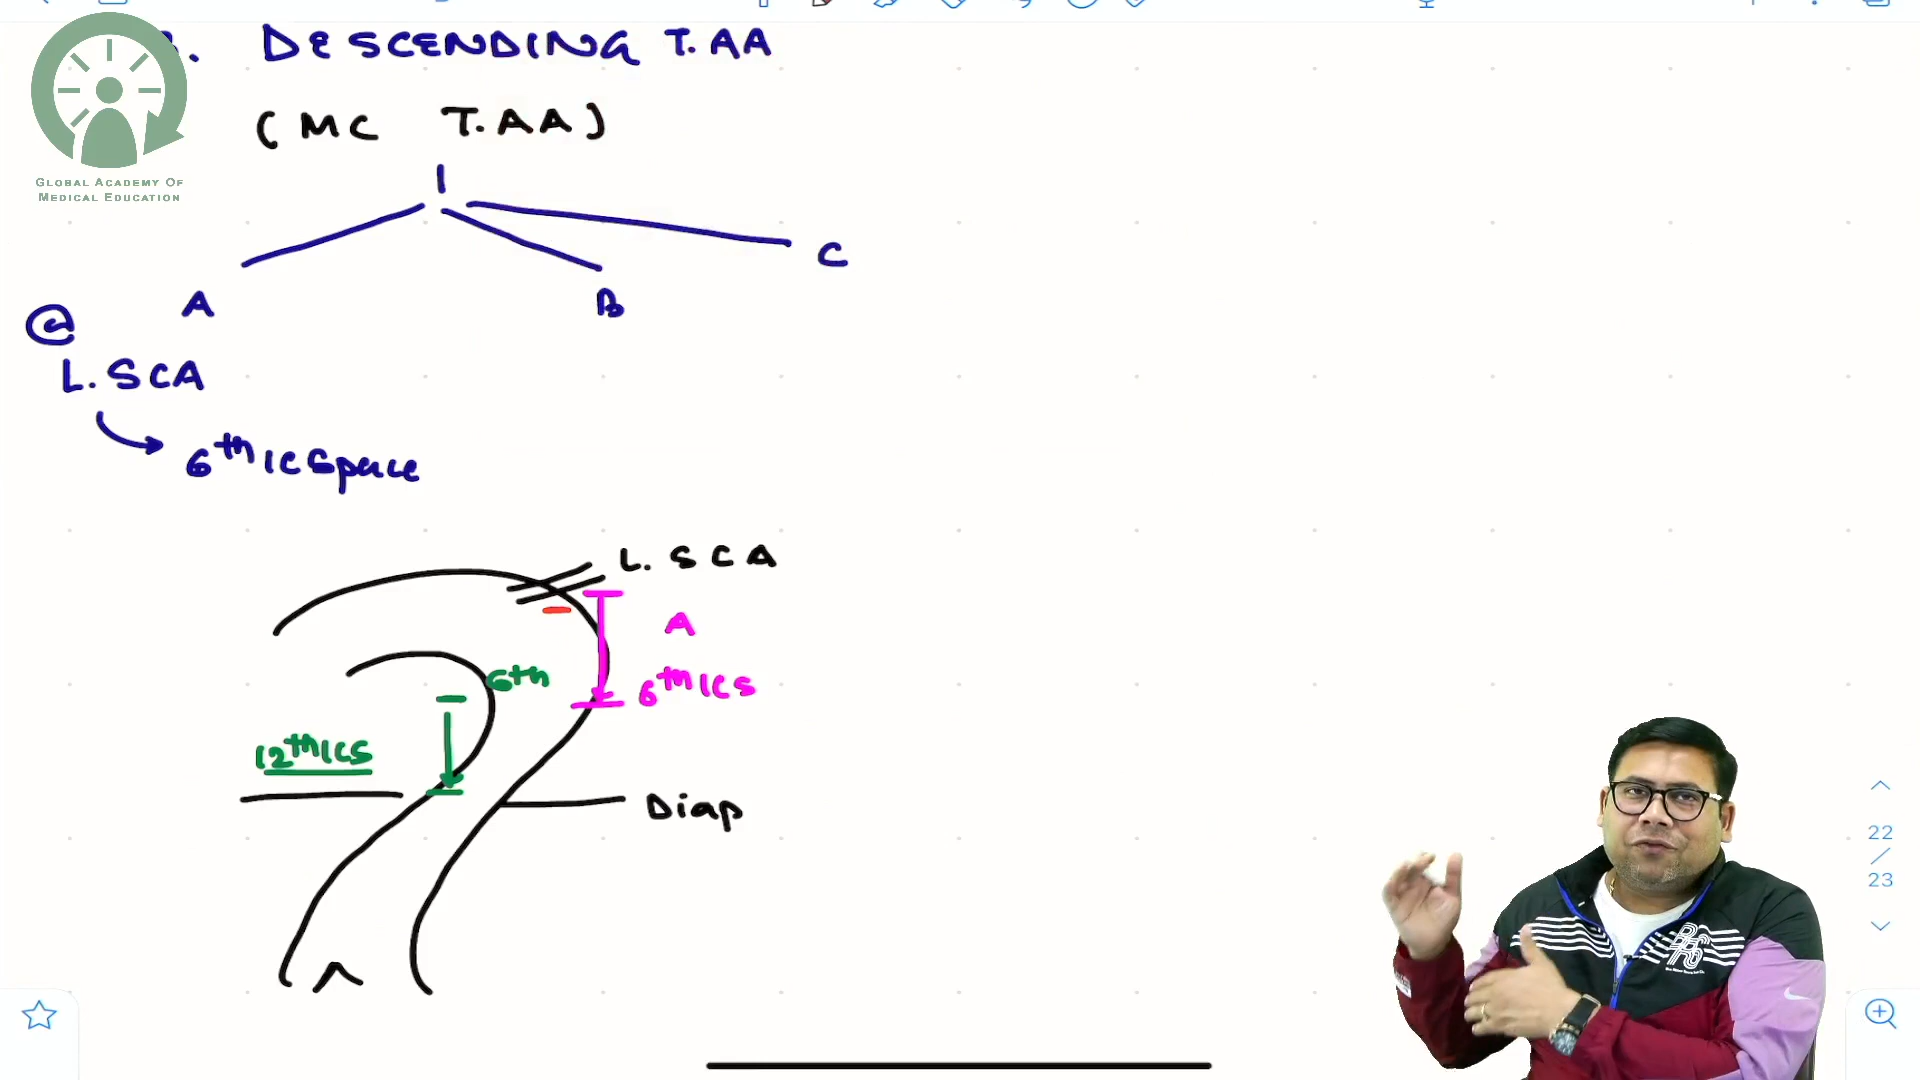 DESCENDING T.AA
GLOBAL ACADEMY OF
MEDICAL EDUCATION
(MC T.AA)
A
B
C
@
L.SCA
6th IC Space
L.SCA
A
6th
6th ICS
12th ICS
Diap
22
/
23